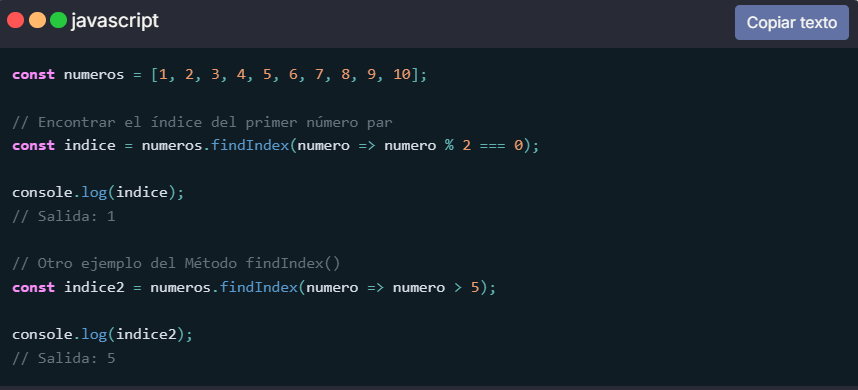 javascript
Copiar texto
const numeros = [1, 2, 3, 4, 5, 6, 7, 8, 9, 10];
// Encontrar el índice del primer número par
const indice = numeros.findIndex(numero => numero % 2 === 0);
console.log(indice);
// Salida: 1
// Otro ejemplo del Método findIndex()
const indice2 = numeros.findIndex(numero => numero > 5);
console.log(indice2);
// Salida: 5